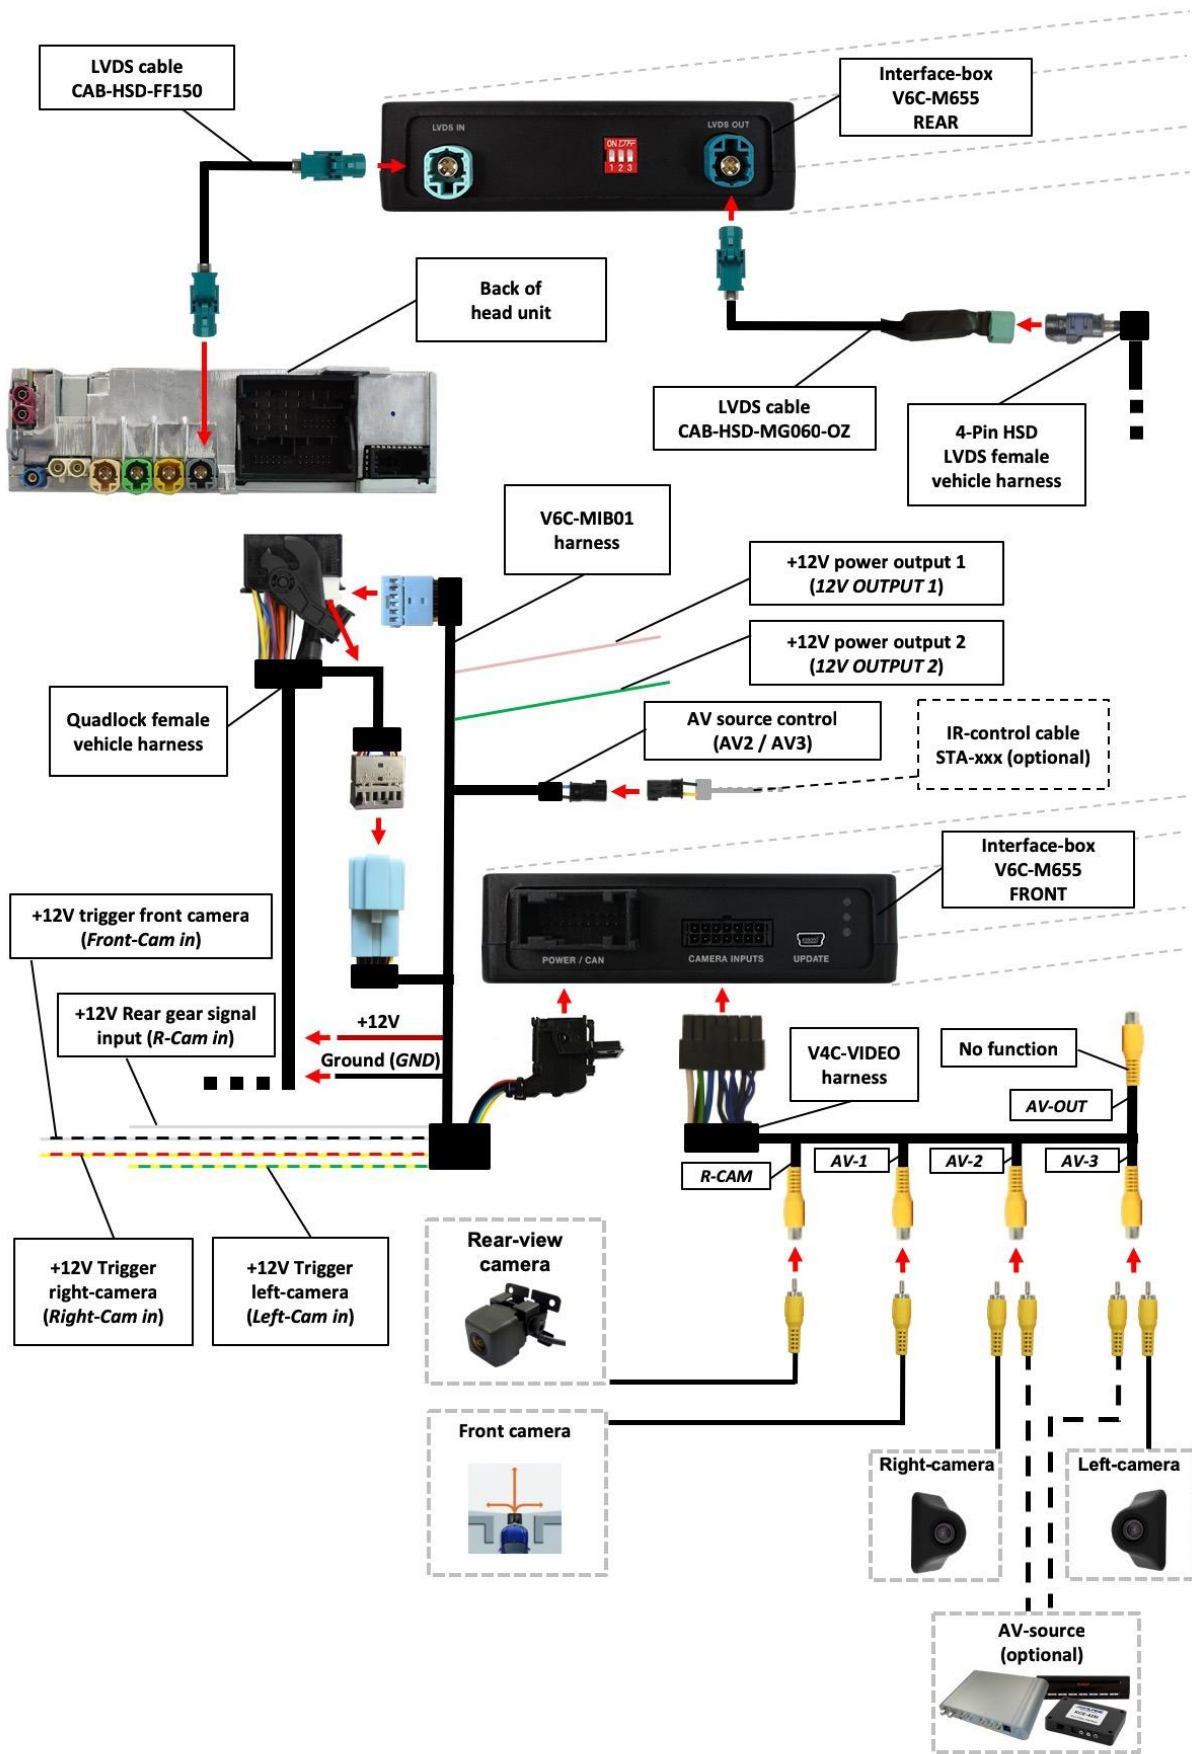 LVDS cable
CAB-HSD-FF150
Interface-box
V6C-M655
REAR
LVDS IN
LVDS OUT
1 2 3
Back of
head unit
LVDS cable
CAB-HSD-MG060-OZ
4-Pin HSD
LVDS female
vehicle harness
V6C-MIB01
harness
+12V power output 1
(12V OUTPUT 1)
+12V power output 2
(12V OUTPUT 2)
Quadlock female
vehicle harness
AV source control
(AV2 / AV3)
IR-control cable
STA-xxx (optional)
Interface-box
V6C-M655
FRONT
+12V trigger front camera
(Front-Cam in)
POWER / CAN
CAMERA INPUTS
UPDATE
+12V Rear gear signal
input (R-Cam in)
+12V
Ground (GND)
V4C-VIDEO
harness
No function
AV-OUT
R-CAM
AV-1
AV-2
AV-3
+12V Trigger
right-camera
(Right-Cam in)
+12V Trigger
left-camera
(Left-Cam in)
Rear-view
camera
Front camera
Right-camera
Left-camera
AV-source
(optional)